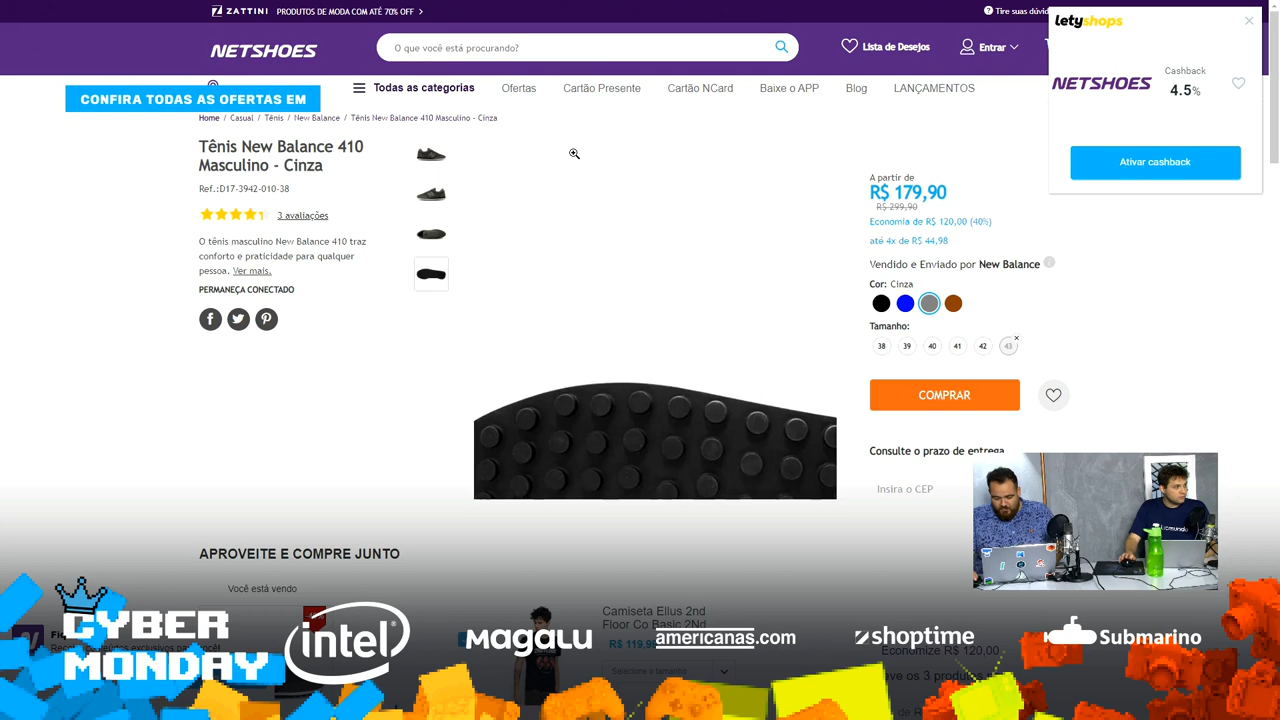 ZATTINI PRODUTOS DE MODA COM ATÉ 70% OFF
Tire suas dúvid
letyshops
NETSHOES
O que você está procurando?
Lista de Desejos
Entrar
NETSHOES
Cashback
4.5%
Ativar cashback
CONFIRA TODAS AS OFERTAS EM
Todas as categorias
Ofertas
Cartão Presente
Cartão NCard
Baixe o APP
Blog
LANÇAMENTOS
Home / Casual / Tênis / New Balance / Tênis New Balance 410 Masculino - Cinza
Tênis New Balance 410
Masculino - Cinza
Ref.:D17-3942-010-38
3 avaliações
O tênis masculino New Balance 410 traz
conforto e praticidade para qualquer
pessoa. Ver mais.
PERMANEÇA CONECTADO
A partir de
R$ 179,90
R$ 299,90
Economia de R$ 120,00 (40%)
até 4x de R$ 44,98
Vendido e Enviado por New Balance
Cor: Cinza
Tamanho:
38 39 40 41 42 43
COMPRAR
Consulte o prazo de entrega
Insira o CEP
APROVEITE E COMPRE JUNTO
Você está vendo
Camiseta Ellus 2nd
Floor Co Basic 2Nd
R$ 119,9
Selecione o tamanho
Economize R$ 120,00
3 produtos
CYBER
MONDAY
intel
Magalu
americanas.com
shoptime
Submarino